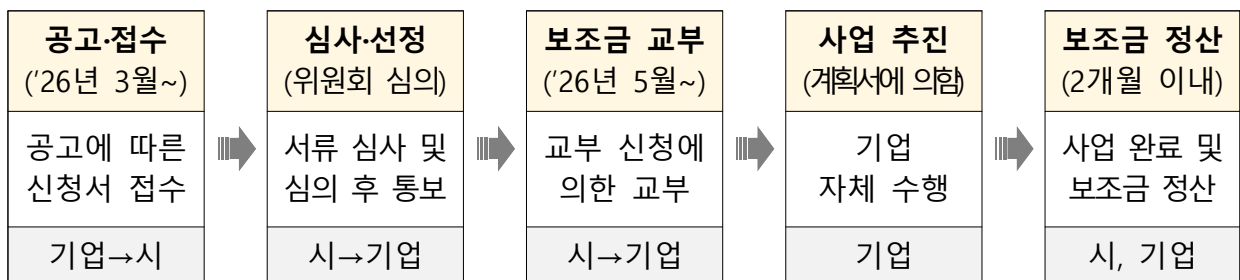 공고·접수
('26년 3월~)
공고에 따른
신청서 접수
기업→시
심사·선정
(위원회 심의)
서류 심사 및
심의 후 통보
시→기업
보조금 교부
('26년 5월~)
교부 신청에
의한 교부
시→기업
사업 추진
(계획서에 의함)
기업
자체 수행
기업
보조금 정산
(2개월 이내)
사업 완료 및
보조금 정산
시, 기업